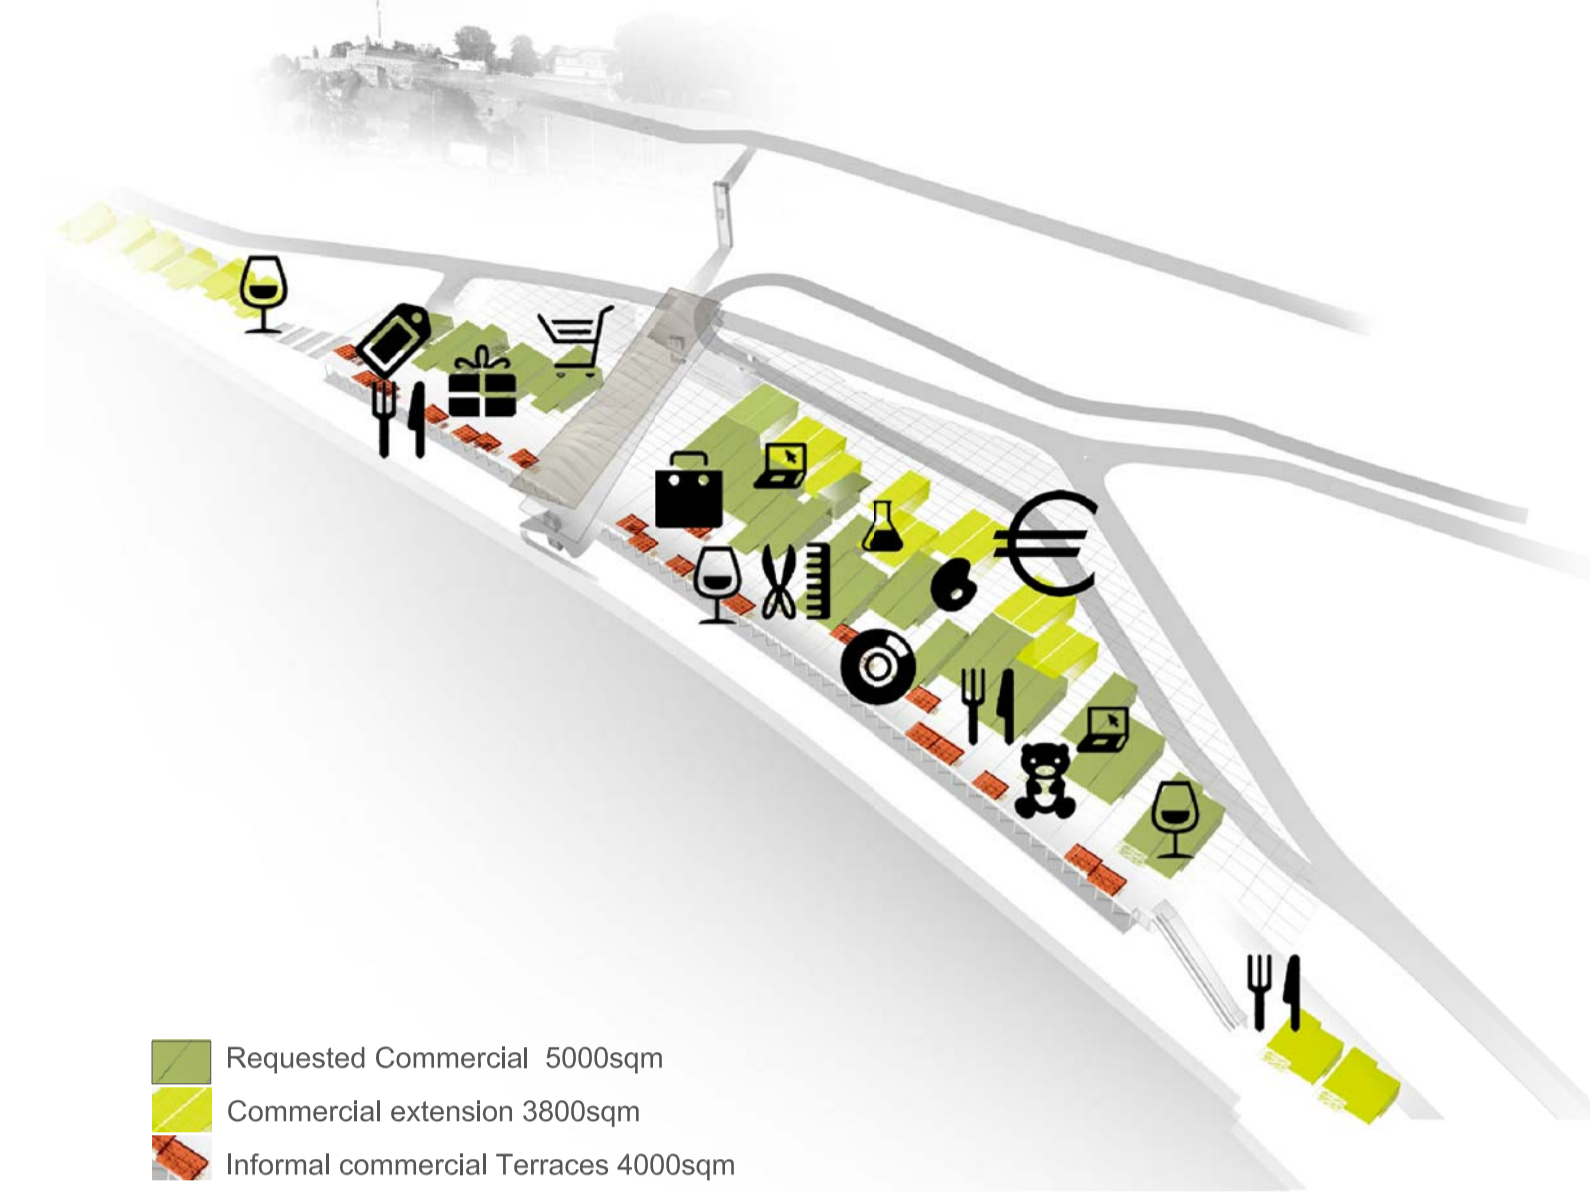 Requested Commercial 5000sqm
Commercial extension 3800sqm
Informal commercial Terraces 4000sqm